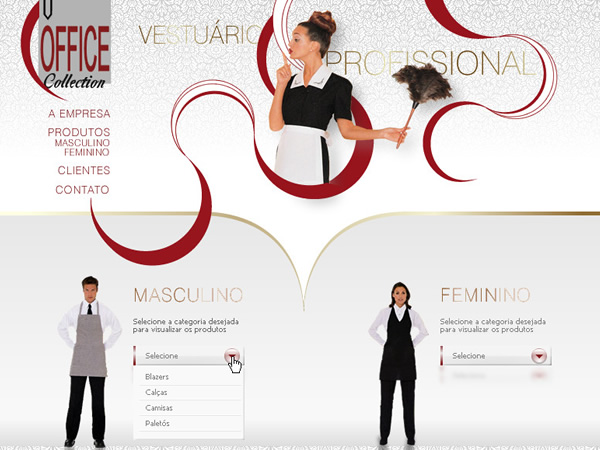 OFFICE
Collection
VESTUÁRIO
PROFISSIONAL
A EMPRESA
PRODUTOS
MASCULINO
FEMININO
CLIENTES
CONTATO
MASCULINO
Selecione a categoria desejada
para visualizar os produtos
Selecione
Blazers
Calças
Camisas
Paletós
FEMININO
Selecione a categoria desejada
para visualizar os produtos
Selecione